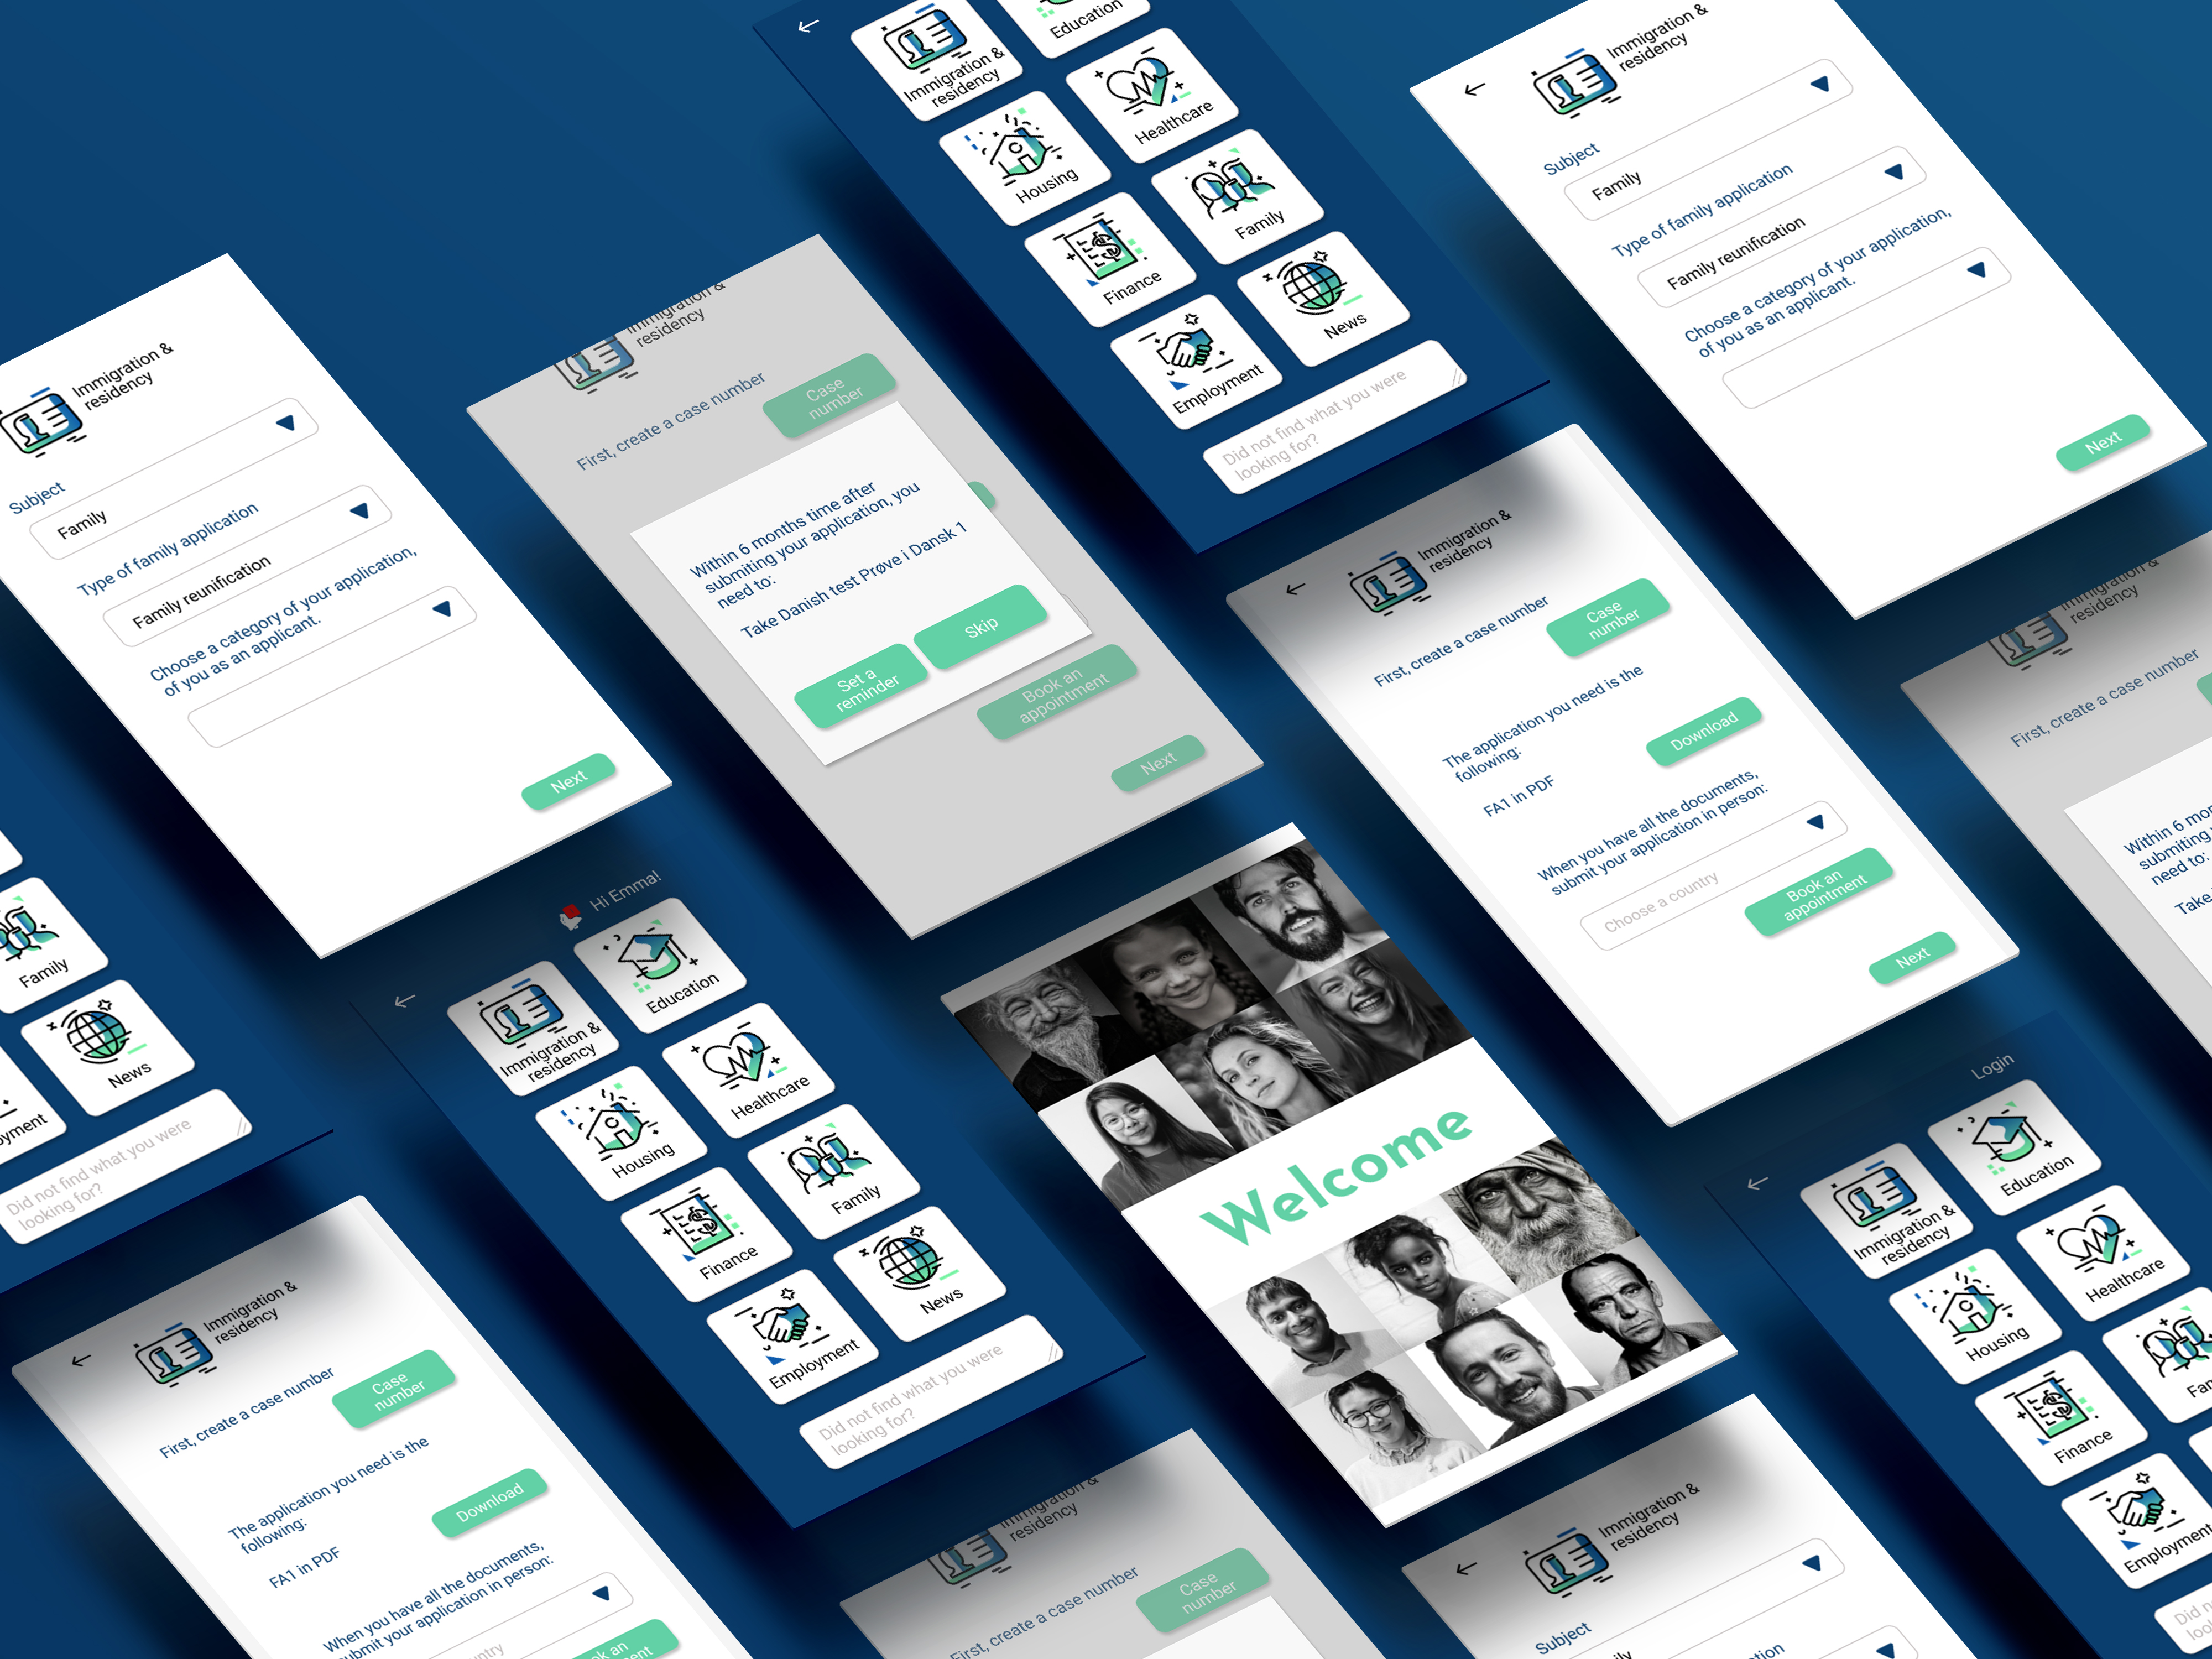 Immigration &
residency
Subject
Family
Type of family application
Family reunification
Choose a category of your application,
of you as an applicant.
Next
Immigration &
residency
First, create a case number
Case
number
Within 6 months time after
submiting your application, you
need to:
Take Danish test Prøve i Dansk 1
Set a
reminder
Skip
Book an
appointment
Next
Immigration &
residency
Education
Housing
Healthcare
Finance
Family
Employment
News
Did not find what you were
looking for?
Immigration &
residency
Subject
Family
Type of family application
Family reunification
Choose a category of your application,
of you as an applicant.
Next
Immigration &
residency
First, create a case number
Case
number
The application you need is the
following:
FA1 in PDF
Download
When you have all the documents,
submit your application in person:
Choose a country
Book an
appointment
Next
residency
First, create a case number
Within 6
submiting
need to:
Take
Family
News
Did not find what you were
looking for?
Hi Emma!
Immigration &
residency
Education
Housing
Healthcare
Finance
Family
Employment
News
Did not find what you were
looking for?
Welcome
Login
Immigration &
residency
Education
Housing
Healthcare
Finance
Employment
Immigration &
residency
First, create a case number
Case
number
The application you need is the
following:
FA1 in PDF
Download
When you have all the documents,
submit your application in person:
Immigration &
residency
First, create a case number
Case
number
Immigration &
residency
Subject